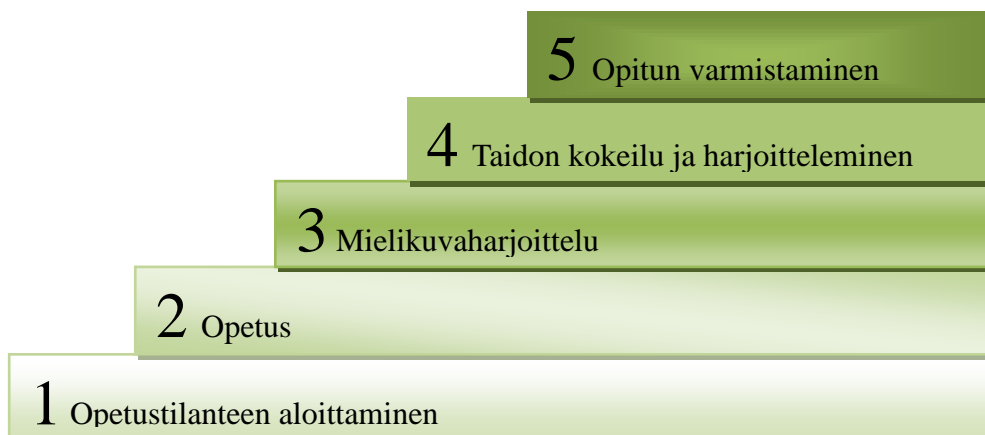 5 Opitun varmistaminen
4 Taidon kokeilu ja harjoitteleminen
3 Mielikuvaharjoittelu
2 Opetus
1 Opetustilanteen aloittaminen